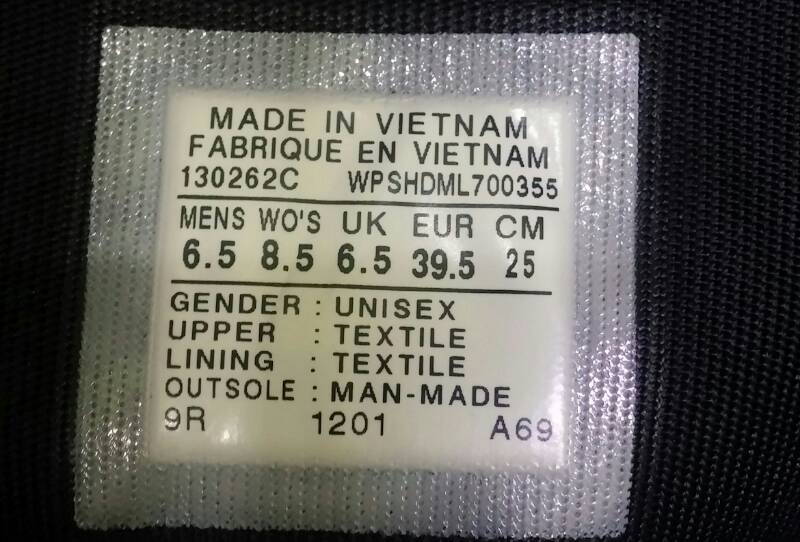 MADE IN VIETNAM
FABRIQUE EN VIETNAM
130262C WPSHDML700355
MENS WO'S UK EUR CM
6.5 8.5 6.5 39.5 25
GENDER : UNISEX
UPPER : TEXTILE
LINING : TEXTILE
OUTSOLE : MAN-MADE
9R 1201 A69